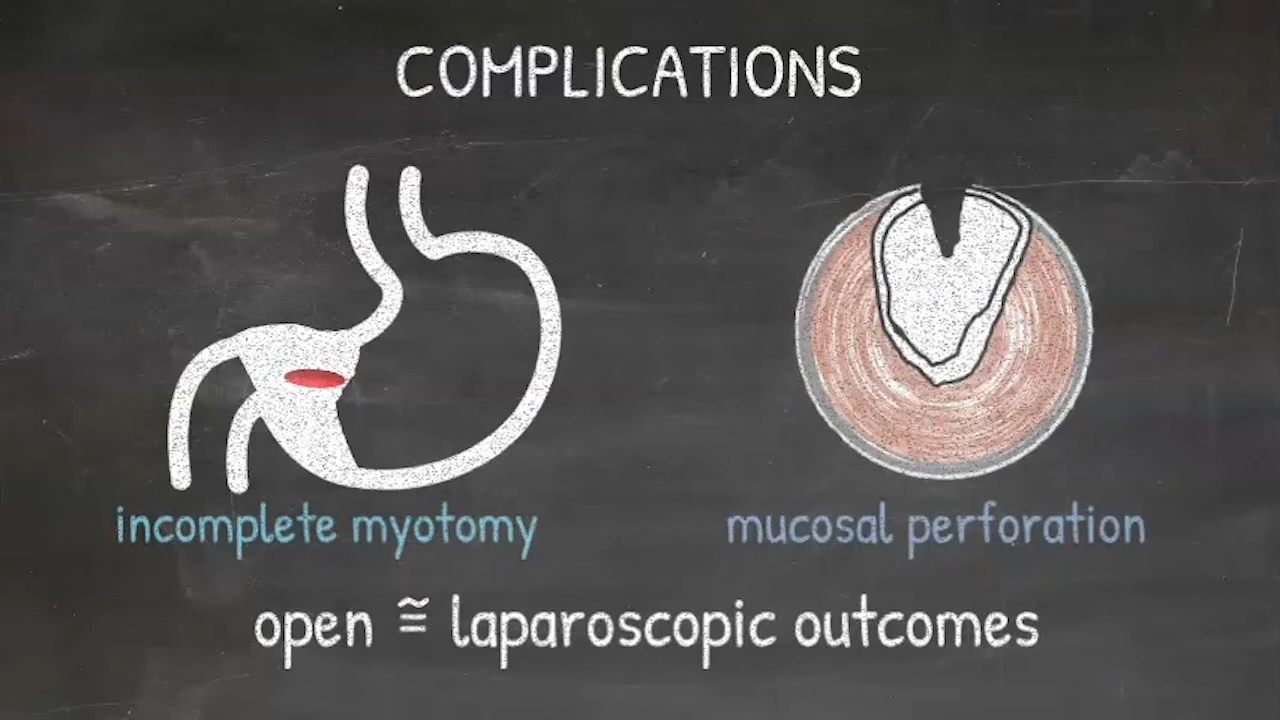 COMPLICATIONS
incomplete myotomy
mucosal perforation
open ≅ laparoscopic outcomes